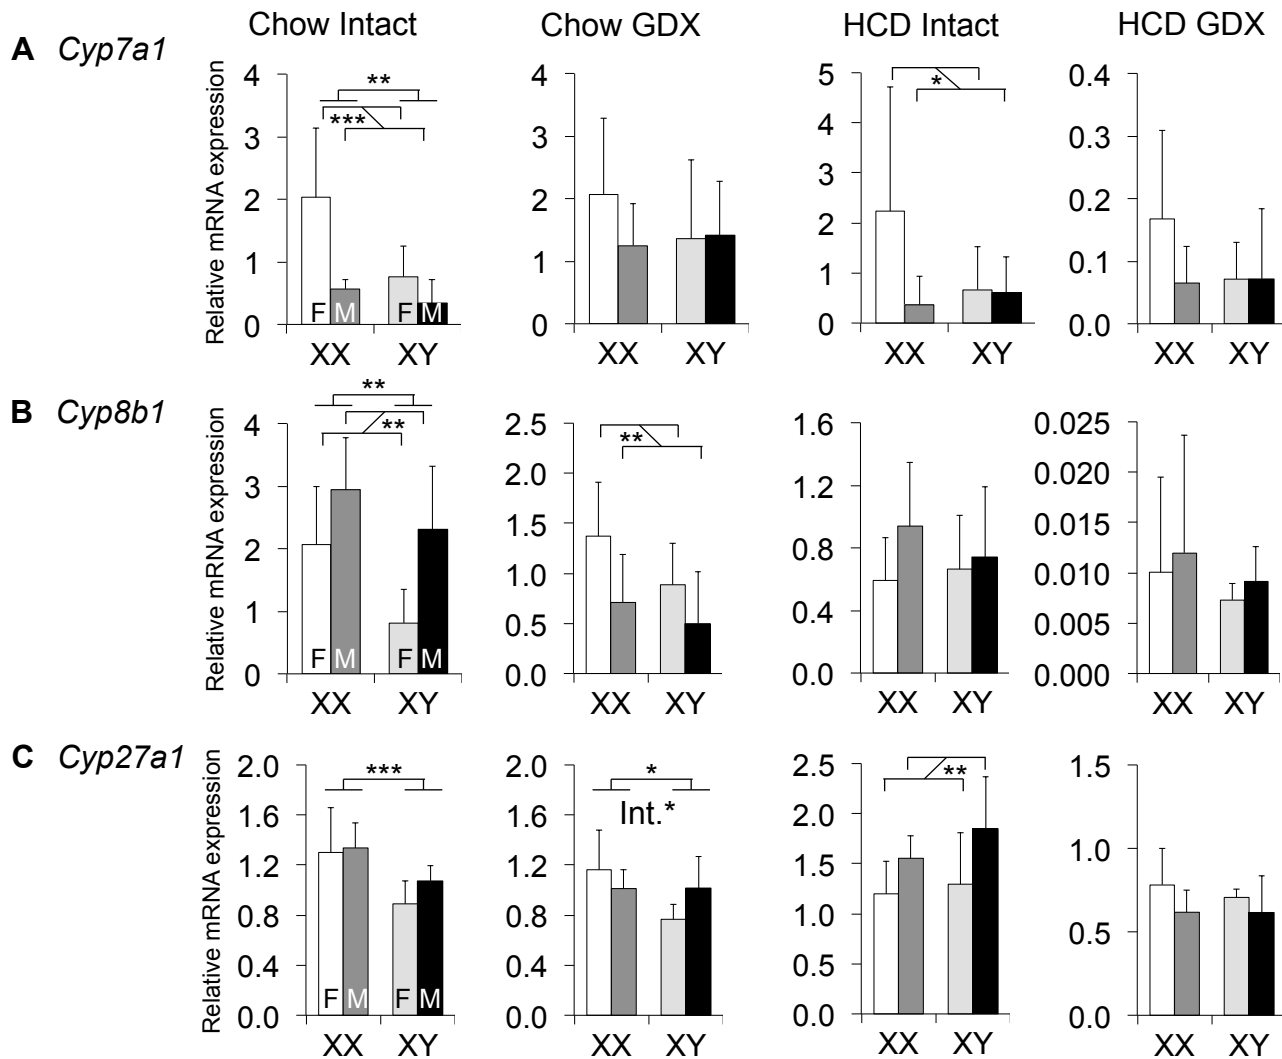 Chow Intact Chow GDX HCD Intact HCD GDX
A Cyp7a1
Relative mRNA expression
4 3 2 1 0
** ***
F M F M
XX XY
4 3 2 1 0
XX XY
5 4 3 2 1 0
*
XX XY
0.4 0.3 0.2 0.1 0.0
XX XY
B Cyp8b1
Relative mRNA expression
4 3 2 1 0
** **
F M F M
XX XY
2.5 2.0 1.5 1.0 0.5 0.0
**
XX XY
1.6 1.2 0.8 0.4 0.0
XX XY
0.025 0.020 0.015 0.010 0.005 0.000
XX XY
C Cyp27a1
Relative mRNA expression
2.0 1.6 1.2 0.8 0.4 0.0
***
F M F M
XX XY
2.0 1.6 1.2 0.8 0.4 0.0
*
Int.*
XX XY
2.5 2.0 1.5 1.0 0.5 0.0
**
XX XY
1.5 1.0 0.5 0.0
XX XY